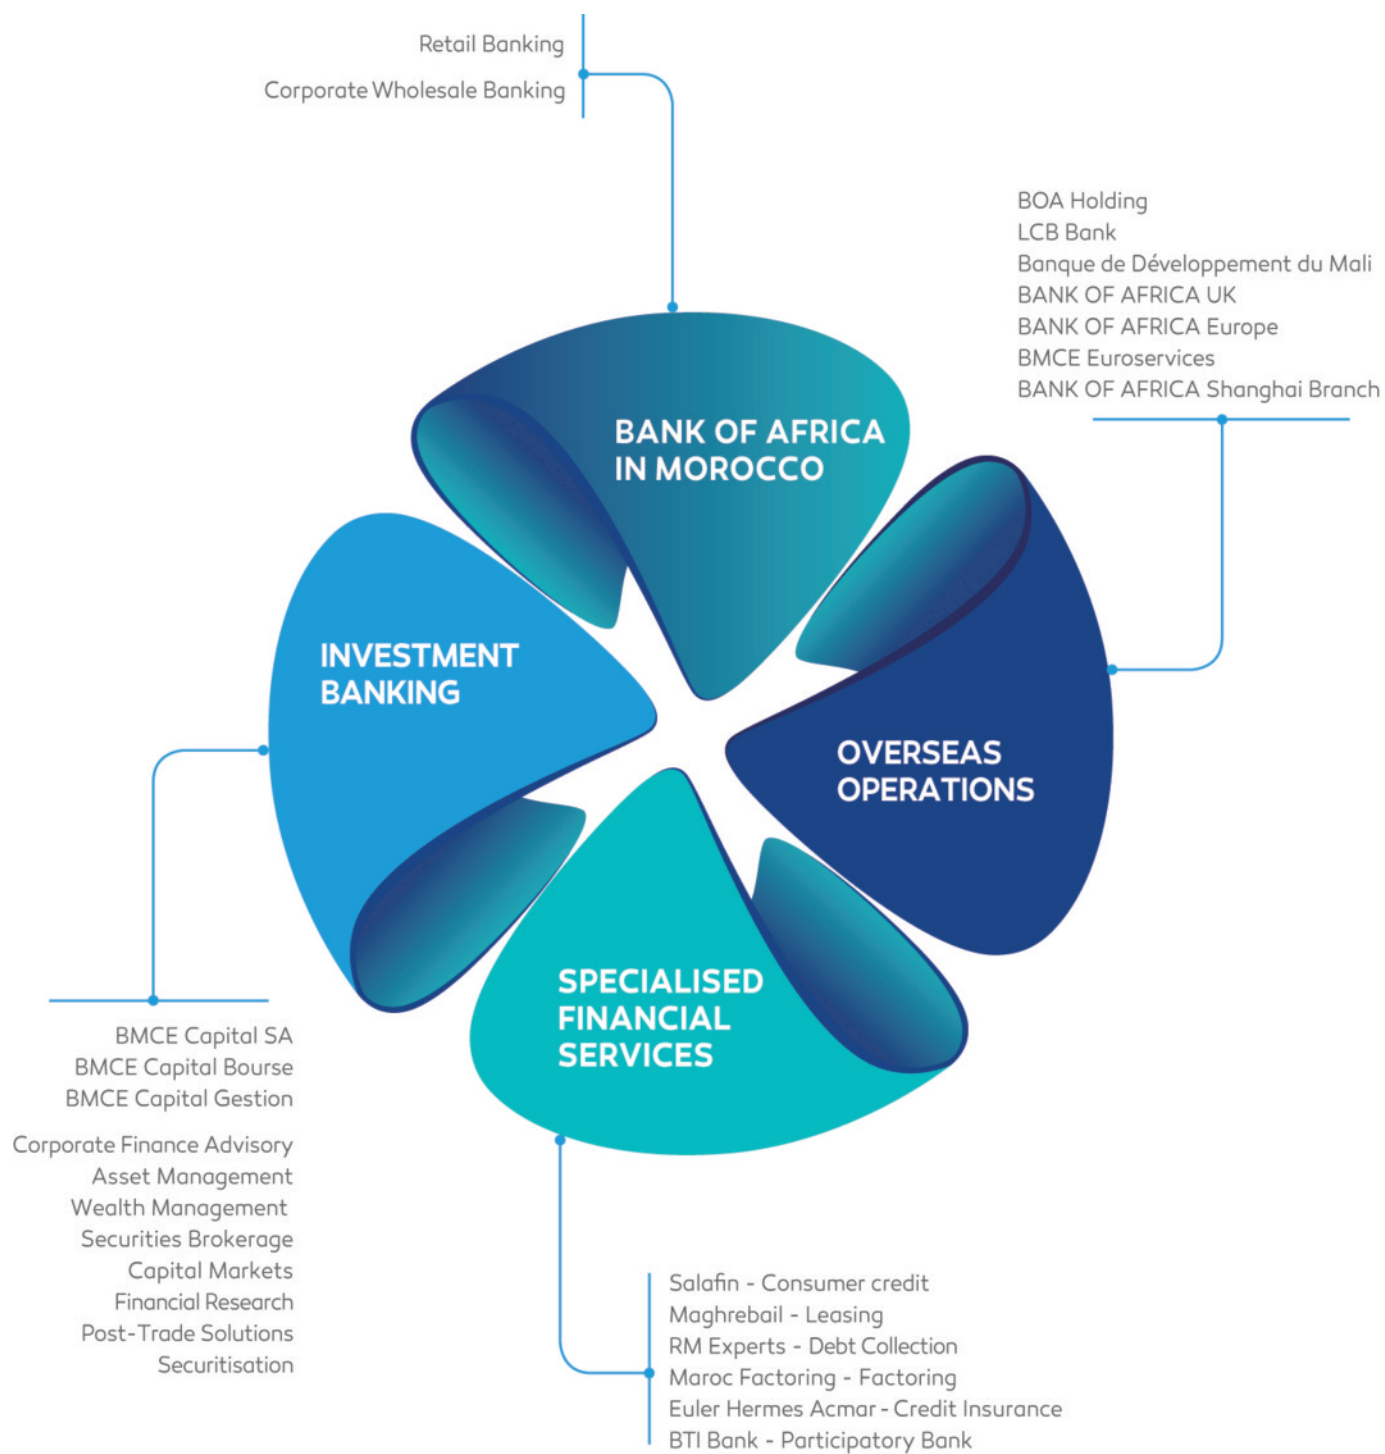 Retail Banking
Corporate Wholesale Banking
BOA Holding
LCB Bank
Banque de Développement du Mali
BANK OF AFRICA UK
BANK OF AFRICA Europe
BMCE Euroservices
BANK OF AFRICA Shanghai Branch
BANK OF AFRICA
IN MOROCCO
INVESTMENT
BANKING
OVERSEAS
OPERATIONS
SPECIALISED
FINANCIAL
SERVICES
BMCE Capital SA
BMCE Capital Bourse
BMCE Capital Gestion
Corporate Finance Advisory
Asset Management
Wealth Management
Securities Brokerage
Capital Markets
Financial Research
Post-Trade Solutions
Securitisation
Salafin - Consumer credit
Maghrebail - Leasing
RM Experts - Debt Collection
Maroc Factoring - Factoring
Euler Hermes Acmar - Credit Insurance
BTI Bank - Participatory Bank